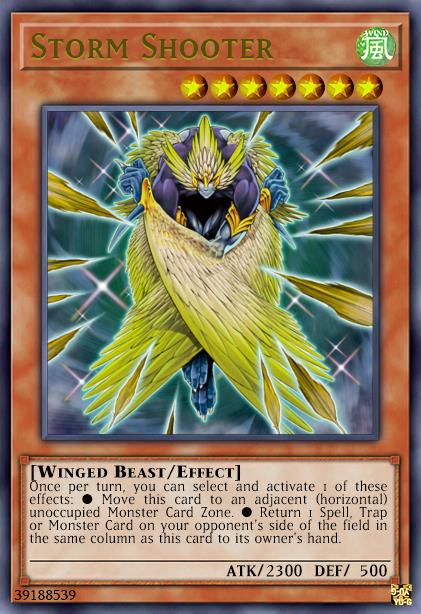 STORM SHOOTER
WIND
風
[WINGED BEAST/EFFECT]
Once per turn, you can select and activate 1 of these
effects: ● Move this card to an adjacent (horizontal)
unoccupied Monster Card Zone. ● Return 1 Spell, Trap
or Monster Card on your opponent's side of the field in
the same column as this card to its owner's hand.
ATK/2300 DEF/ 500
39188539